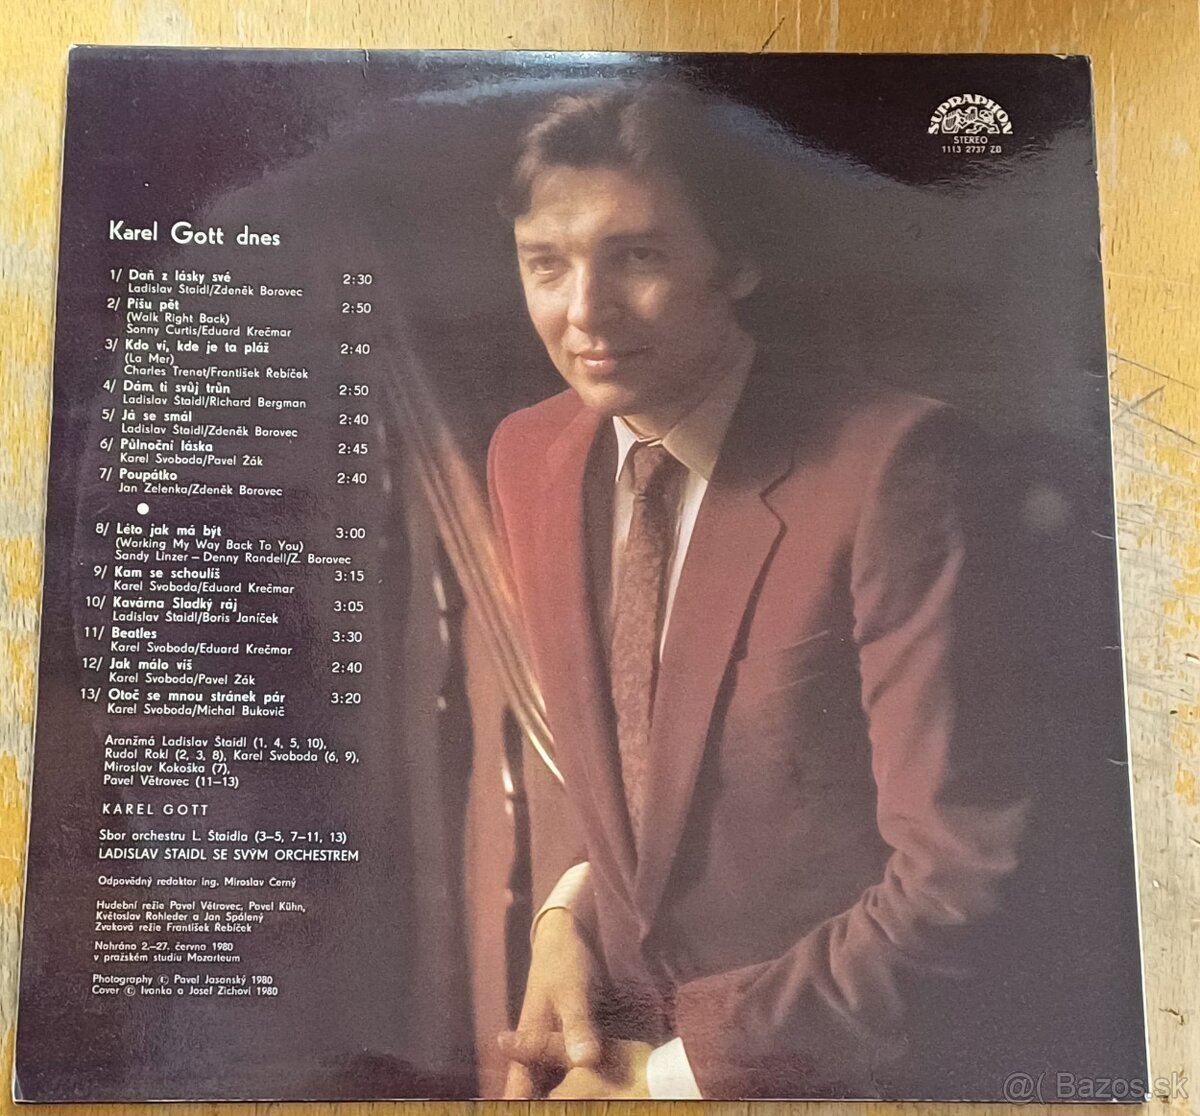 SUPRAPHON
STEREO
1113 2737 ZD
Karel Gott dnes
1/ Daň z lásky své 2:30
Ladislav Štaidl/Zdeněk Borovec
2/ Píšu pět 2:50
(Walk Right Back)
Sonny Curtis/Eduard Krečmar
3/ Kdo ví, kde je ta pláž 2:40
(La Mer)
Charles Trenet/František Řebíček
4/ Dám ti svůj trůn 2:50
Ladislav Štaidl/Richard Bergman
5/ Já se smál 2:40
Ladislav Štaidl/Zdeněk Borovec
6/ Půlnoční láska 2:45
Karel Svoboda/Pavel Žák
7/ Poupátko 2:40
Jan Zelenka/Zdeněk Borovec
8/ Léto jak má být 3:00
(Working My Way Back To You)
Sandy Linzer – Denny Randell/Z. Borovec
9/ Kam se schoulíš 3:15
Karel Svoboda/Eduard Krečmar
10/ Kavárna Sladký ráj 3:05
Ladislav Štaidl/Boris Janíček
11/ Beatles 3:30
Karel Svoboda/Eduard Krečmar
12/ Jak málo víš 2:40
Karel Svoboda/Pavel Žák
13/ Otoč se mnou stránek pár 3:20
Karel Svoboda/Michal Bukovič
Aranžmá Ladislav Štaidl (1, 4, 5, 10),
Rudol Rokl (2, 3, 8), Karel Svoboda (6, 9),
Miroslav Kokoška (7),
Pavel Větrovec (11–13)
KAREL GOTT
Sbor orchestru L. Štaidla (3–5, 7–11, 13)
LADISLAV ŠTAIDL SE SVÝM ORCHESTREM
Odpovědný redaktor ing. Miroslav Černý
Hudební režie Pavel Větrovec, Pavel Kühn,
Květoslav Rohleder a Jan Spálený
Zvuková režie František Řebíček
Nahráno 2.–27. června 1980
v pražském studiu Mozarteum
Photography © Pavel Jasanský 1980
Cover © Ivanka a Josef Zichovi 1980
@( Bazos.sk